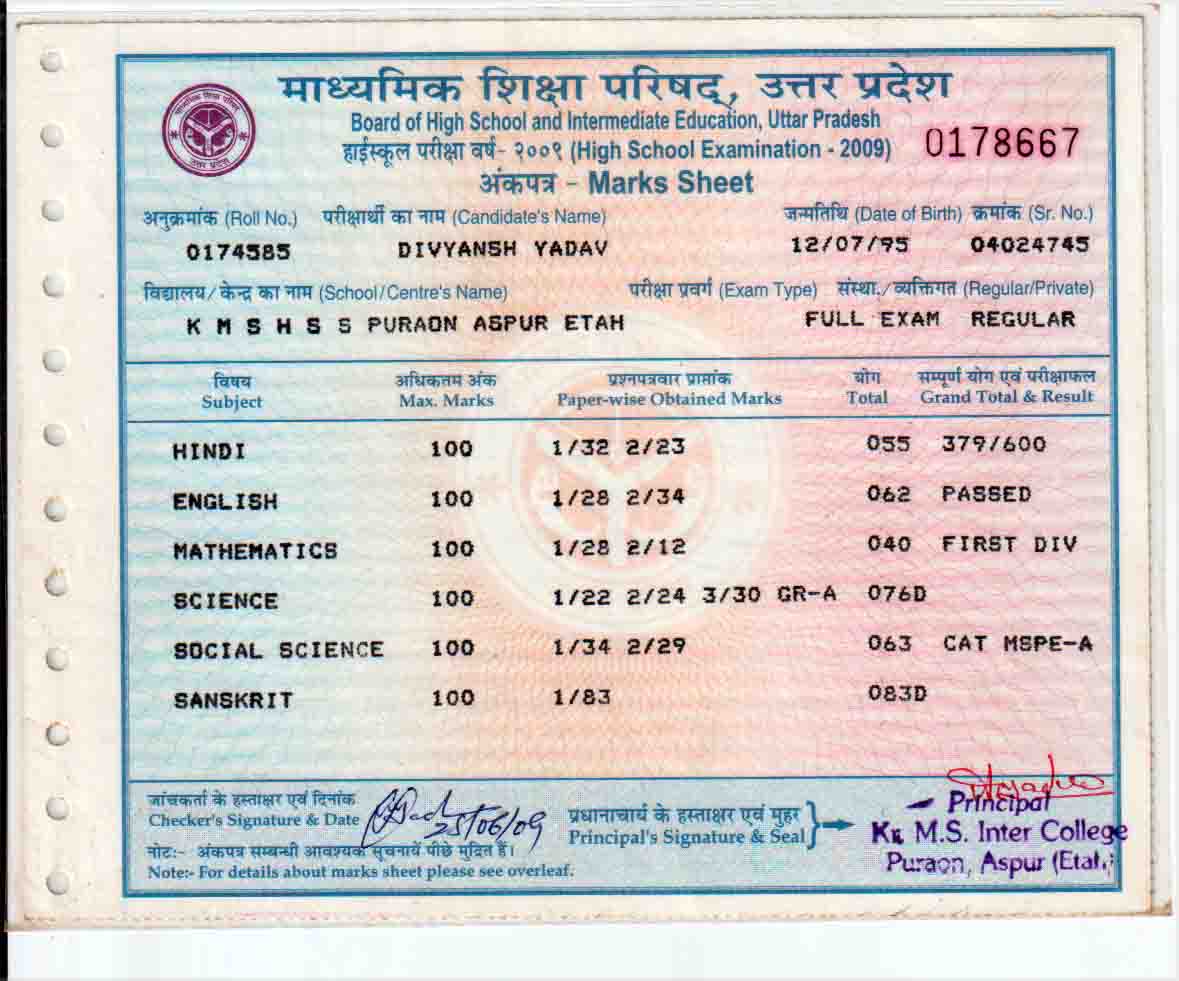 माध्यमिक शिक्षा परिषद्, उत्तर प्रदेश
Board of High School and Intermediate Education, Uttar Pradesh
हाईस्कूल परीक्षा वर्ष- २००९ (High School Examination - 2009) 0178667
अंकपत्र - Marks Sheet
अनुक्रमांक (Roll No.) परीक्षार्थी का नाम (Candidate's Name) जन्मतिथि (Date of Birth) क्रमांक (Sr. No.)
0174585 DIVYANSH YADAV 12/07/95 04024745
विद्यालय/केन्द्र का नाम (School/Centre's Name) परीक्षा प्रवर्ग (Exam Type) संस्था./व्यक्तिगत (Regular/Private)
K M S H S S PURAON ASPUR ETAH FULL EXAM REGULAR
विषय अधिकतम अंक प्रश्नपत्रवार प्राप्तांक योग सम्पूर्ण योग एवं परीक्षाफल
Subject Max. Marks Paper-wise Obtained Marks Total Grand Total & Result
HINDI 100 1/32 2/23 055 379/600
ENGLISH 100 1/28 2/34 062 PASSED
MATHEMATICS 100 1/28 2/12 040 FIRST DIV
SCIENCE 100 1/22 2/24 3/30 GR-A 076D
SOCIAL SCIENCE 100 1/34 2/29 063 CAT MSPE-A
SANSKRIT 100 1/83 083D
जांचकर्ता के हस्ताक्षर एवं दिनांक
Checker's Signature & Date 25/06/09
प्रधानाचार्य के हस्ताक्षर एवं मुहर
Principal's Signature & Seal
नोट:- अंकपत्र सम्बन्धी आवश्यक सूचनायें पीछे मुद्रित हैं।
Note:- For details about marks sheet please see overleaf.
Principal
K. M.S. Inter College
Puraon, Aspur (Etah)